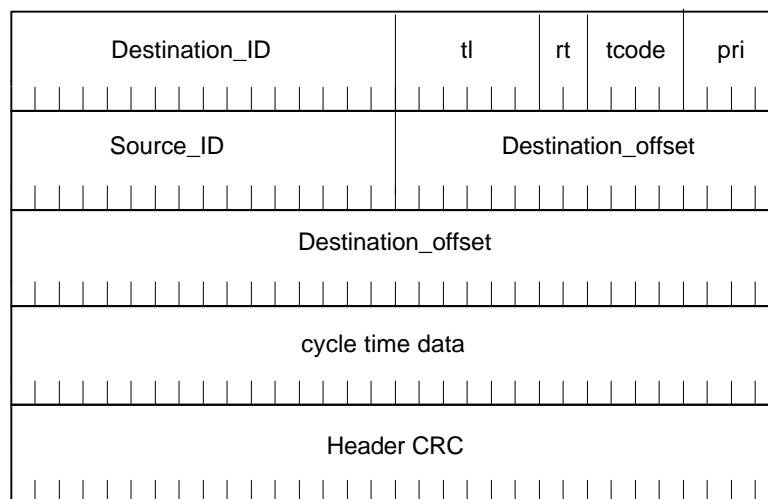 Destination_ID tl rt tcode pri
Source_ID Destination_offset
Destination_offset
cycle time data
Header CRC